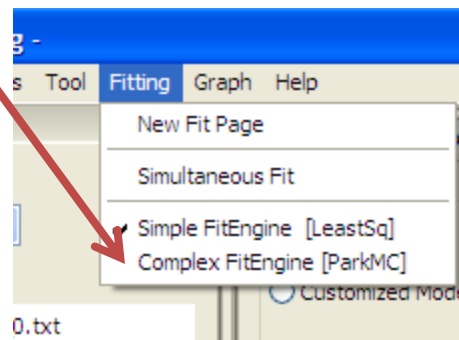 g -
s Tool Fitting Graph Help
New Fit Page
Simultaneous Fit
Simple FitEngine [LeastSq]
Complex FitEngine [ParkMC]
Customized Mode
0.txt